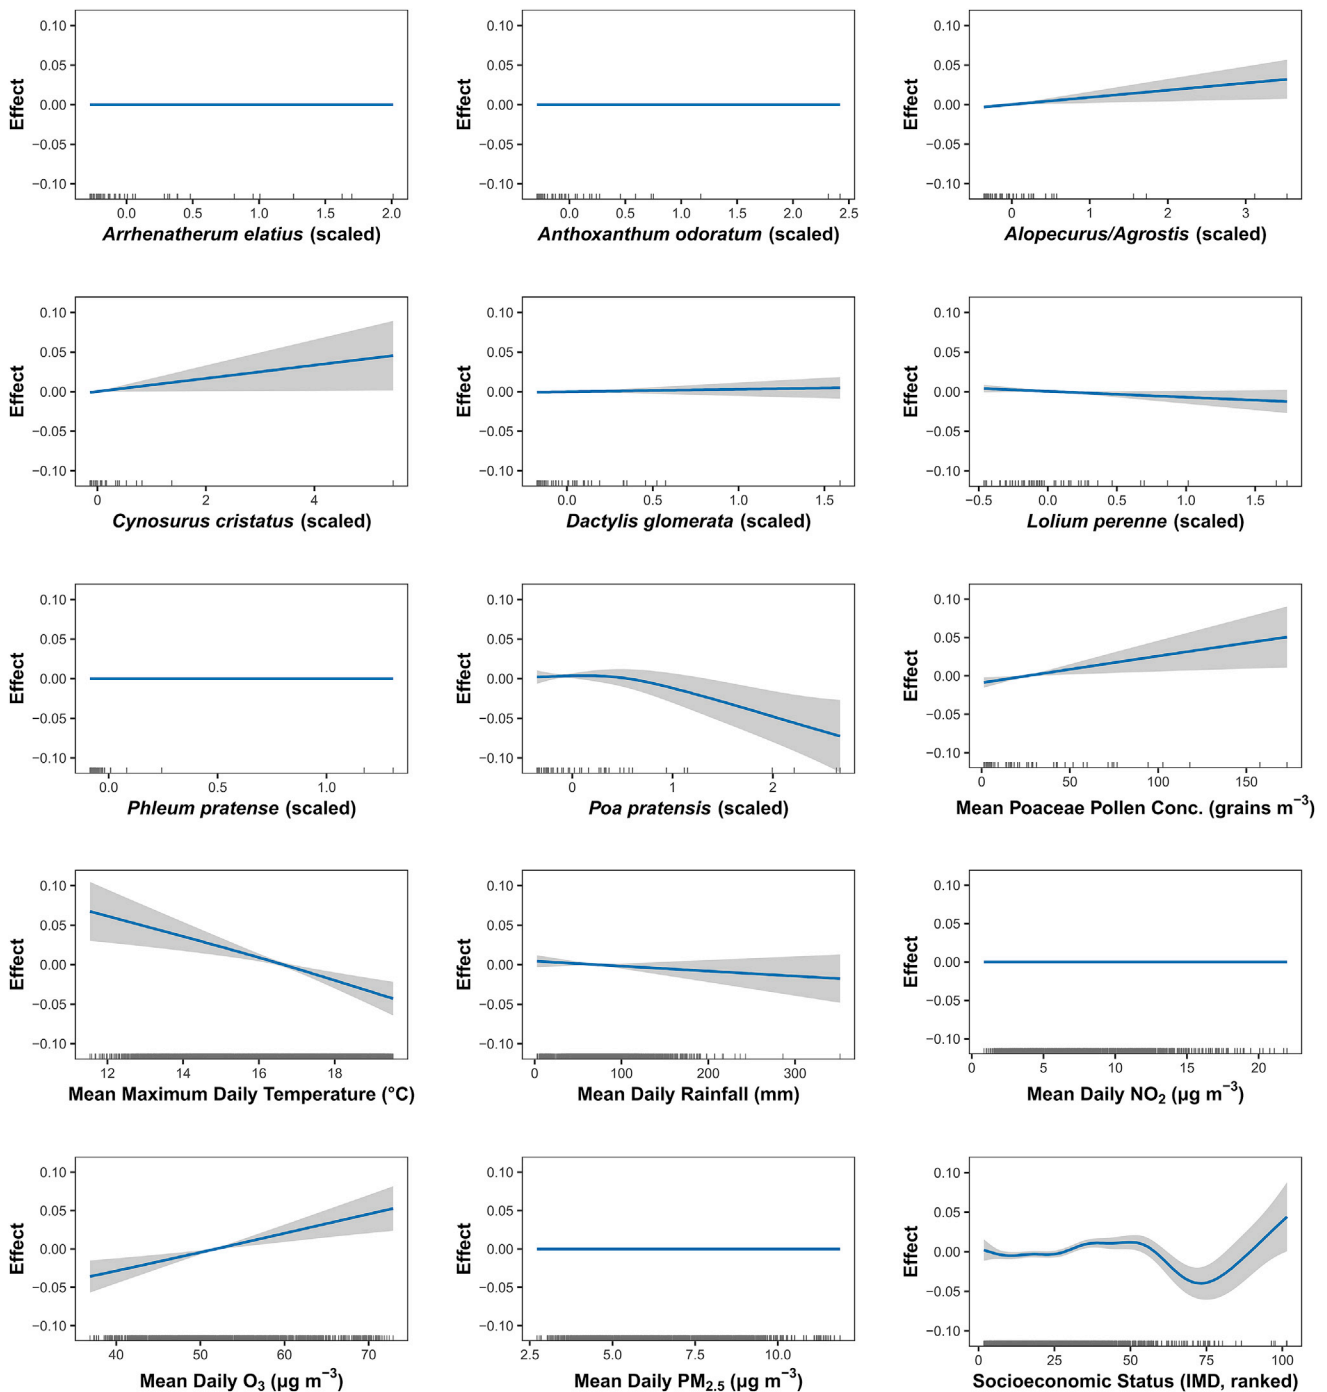 0.10 0.10 0.10
0.05 0.05 0.05
0.00 0.00 0.00
−0.05 −0.05 −0.05
−0.10 −0.10 −0.10
Effect Effect Effect
0.0 0.5 1.0 1.5 2.0 0.0 0.5 1.0 1.5 2.0 2.5 0 1 2 3
Arrhenatherum elatius (scaled) Anthoxanthum odoratum (scaled) Alopecurus/Agrostis (scaled)
0.10 0.10 0.10
0.05 0.05 0.05
0.00 0.00 0.00
−0.05 −0.05 −0.05
−0.10 −0.10 −0.10
Effect Effect Effect
0 2 4 0.0 0.5 1.0 1.5 −0.5 0.0 0.5 1.0 1.5
Cynosurus cristatus (scaled) Dactylis glomerata (scaled) Lolium perenne (scaled)
0.10 0.10 0.10
0.05 0.05 0.05
0.00 0.00 0.00
−0.05 −0.05 −0.05
−0.10 −0.10 −0.10
Effect Effect Effect
0.0 0.5 1.0 0 1 2 0 50 100 150
Phleum pratense (scaled) Poa pratensis (scaled) Mean Poaceae Pollen Conc. (grains m⁻³)
0.10 0.10 0.10
0.05 0.05 0.05
0.00 0.00 0.00
−0.05 −0.05 −0.05
−0.10 −0.10 −0.10
Effect Effect Effect
12 14 16 18 0 100 200 300 0 5 10 15 20
Mean Maximum Daily Temperature (°C) Mean Daily Rainfall (mm) Mean Daily NO₂ (µg m⁻³)
0.10 0.10 0.10
0.05 0.05 0.05
0.00 0.00 0.00
−0.05 −0.05 −0.05
−0.10 −0.10 −0.10
Effect Effect Effect
40 50 60 70 2.5 5.0 7.5 10.0 0 25 50 75 100
Mean Daily O₃ (µg m⁻³) Mean Daily PM₂.₅ (µg m⁻³) Socioeconomic Status (IMD, ranked)